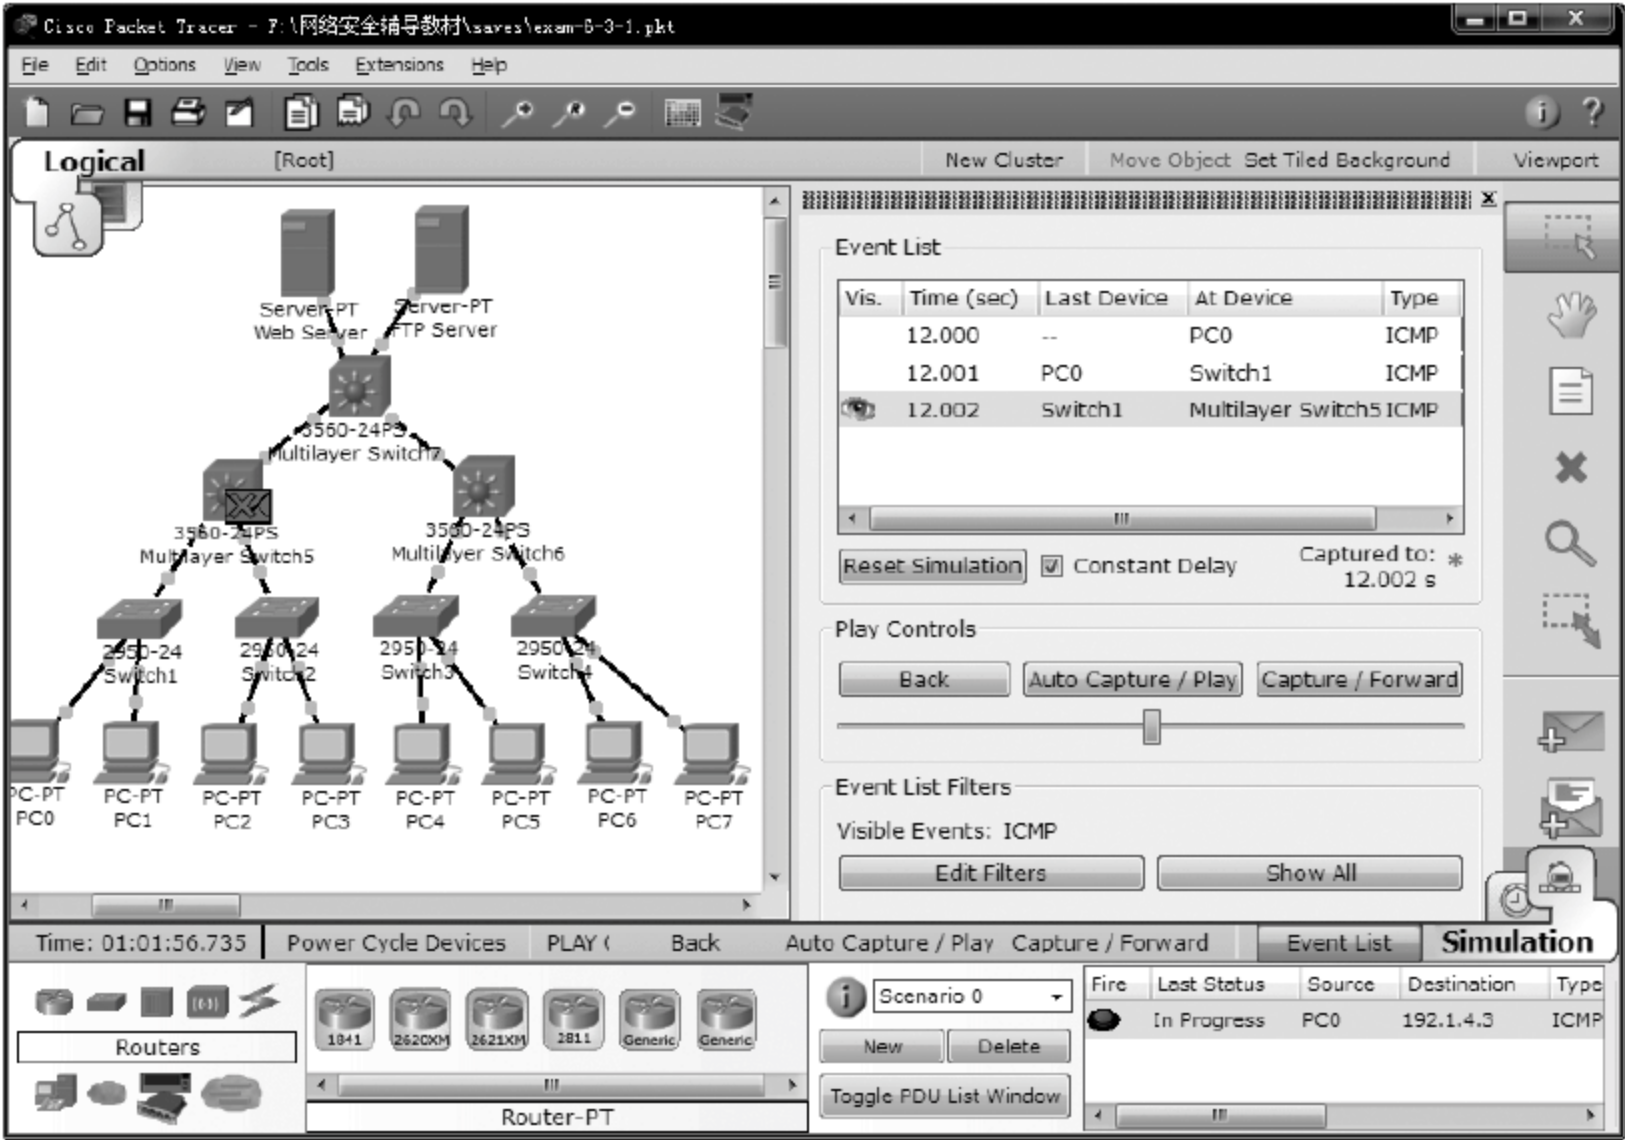 Cisco Packet Tracer - F:\网络安全辅导教材\saves\exam-6-3-1.pkt
File Edit Options View Tools Extensions Help
Logical [Root] New Cluster Move Object Set Tiled Background Viewport
Server-PT
Web Server
Server-PT
FTP Server
3560-24PS
Multilayer Switch7
3560-24PS
Multilayer Switch5
3560-24PS
Multilayer Switch6
2950-24
Switch1
2950-24
Switch2
2950-24
Switch3
2950-24
Switch4
PC-PT
PC0
PC-PT
PC1
PC-PT
PC2
PC-PT
PC3
PC-PT
PC4
PC-PT
PC5
PC-PT
PC6
PC-PT
PC7
Event List
Vis. Time (sec) Last Device At Device Type
12.000 -- PC0 ICMP
12.001 PC0 Switch1 ICMP
12.002 Switch1 Multilayer Switch5 ICMP
Reset Simulation Constant Delay
Captured to: *
12.002 s
Play Controls
Back Auto Capture / Play Capture / Forward
Event List Filters
Visible Events: ICMP
Edit Filters Show All
Time: 01:01:56.735 Power Cycle Devices PLAY ( Back Auto Capture / Play Capture / Forward Event List Simulation
Routers
1841 2620XM 2621XM 2811 Generic Generic
Router-PT
Scenario 0
New Delete
Toggle PDU List Window
Fire Last Status Source Destination Type
In Progress PC0 192.1.4.3 ICMP